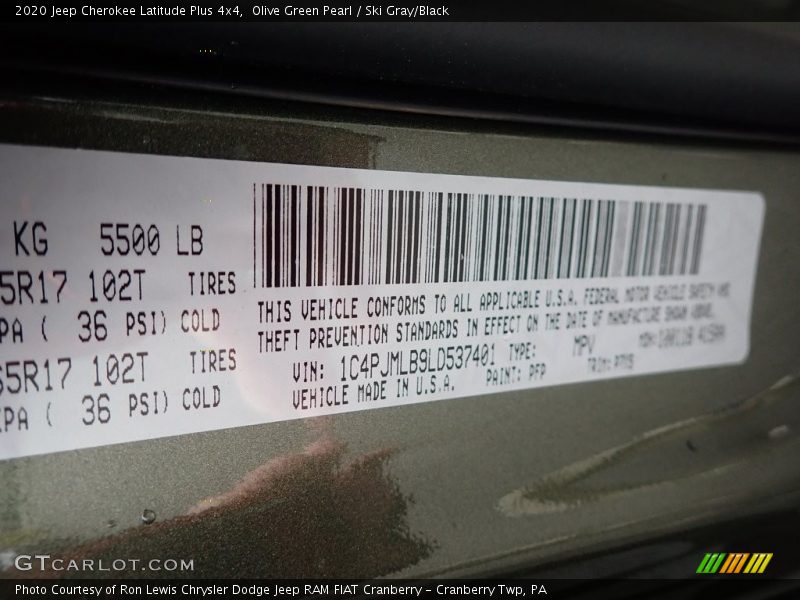 2020 Jeep Cherokee Latitude Plus 4x4,  Olive Green Pearl / Ski Gray/Black
KG 5500 LB
5R17 102T TIRES
PA ( 36 PSI) COLD
65R17 102T TIRES
KPA ( 36 PSI) COLD
THIS VEHICLE CONFORMS TO ALL APPLICABLE U.S.A. FEDERAL MOTOR VEHICLE SAFETY AND
THEFT PREVENTION STANDARDS IN EFFECT ON THE DATE OF MANUFACTURE SHOWN ABOVE.
VIN: 1C4PJMLB9LD537401 TYPE: MPV
VEHICLE MADE IN U.S.A. PAINT: PFP TRIM:
GTCARLOT.COM
Photo Courtesy of Ron Lewis Chrysler Dodge Jeep RAM FIAT Cranberry – Cranberry Twp, PA